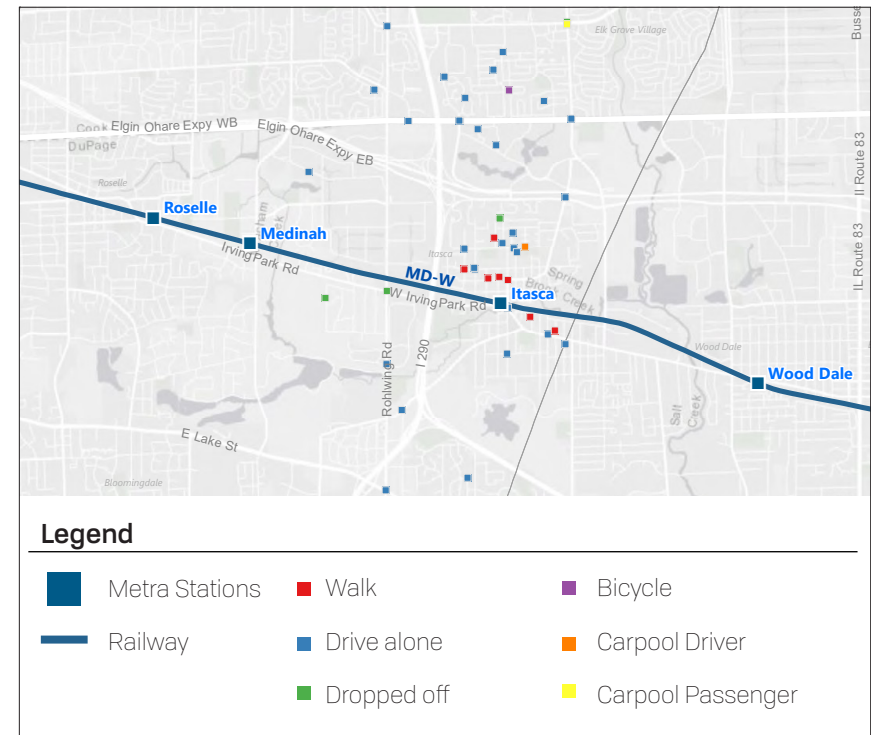 Elk Grove Village
Busse
Cook
DuPage
Elgin Ohare Expy WB
Elgin Ohare Expy EB
Il Route 83
Roselle
Roselle
Medinah
Creek
Irving Park Rd
Itasca
MD-W
W Irving Park Rd
Itasca
Spring
Brook Creek
IL Route 83
I 290
Rohlwing Rd
Wood Dale
Wood Dale
Salt
Creek
E Lake St
Bloomingdale
Legend
Metra Stations
Walk
Bicycle
Railway
Drive alone
Carpool Driver
Dropped off
Carpool Passenger